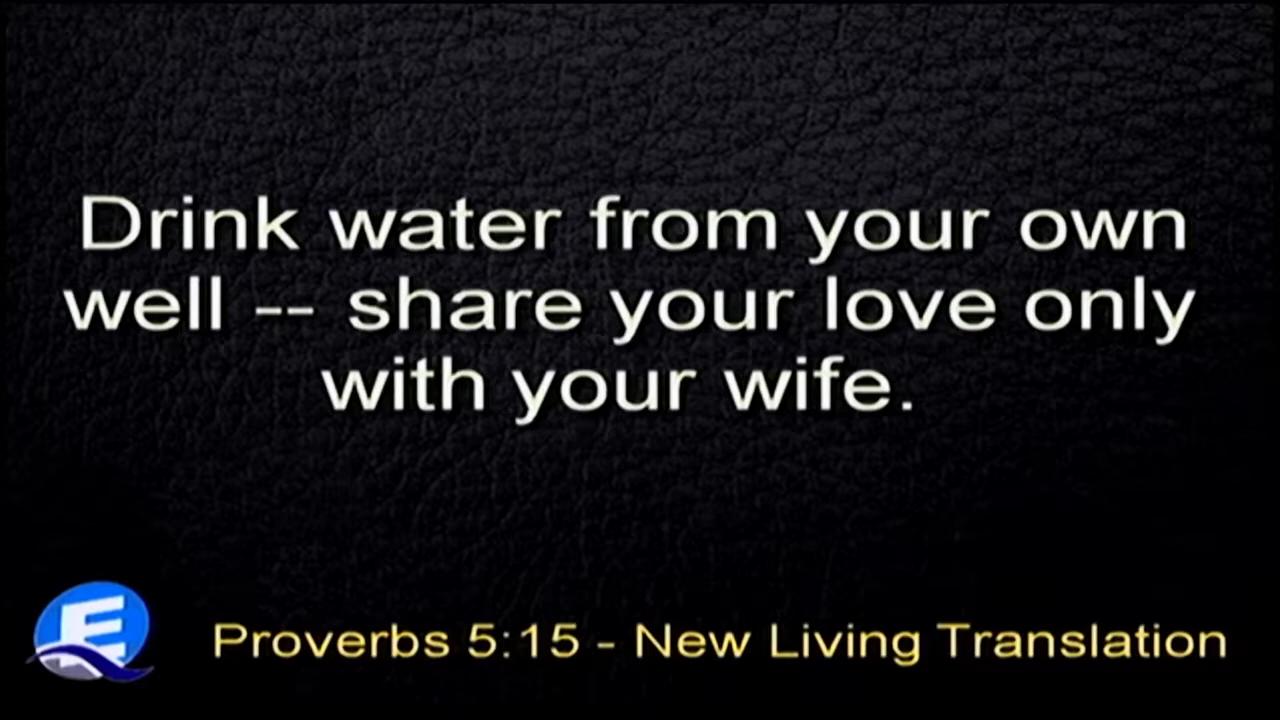 Drink water from your own
well -- share your love only
with your wife.
E
Proverbs 5:15 - New Living Translation